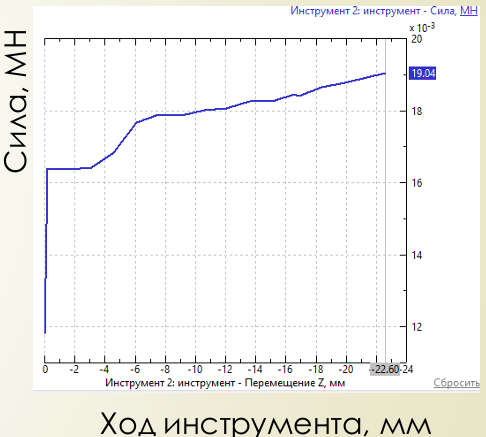 Инструмент 2: инструмент - Сила, МН
x 10⁻³
20
19.04
18
16
14
12
Сила, МН
0 -2 -4 -6 -8 -10 -12 -14 -16 -18 -20 -22.60 -24
Инструмент 2: инструмент - Перемещение Z, мм
Сбросить
Ход инструмента, мм